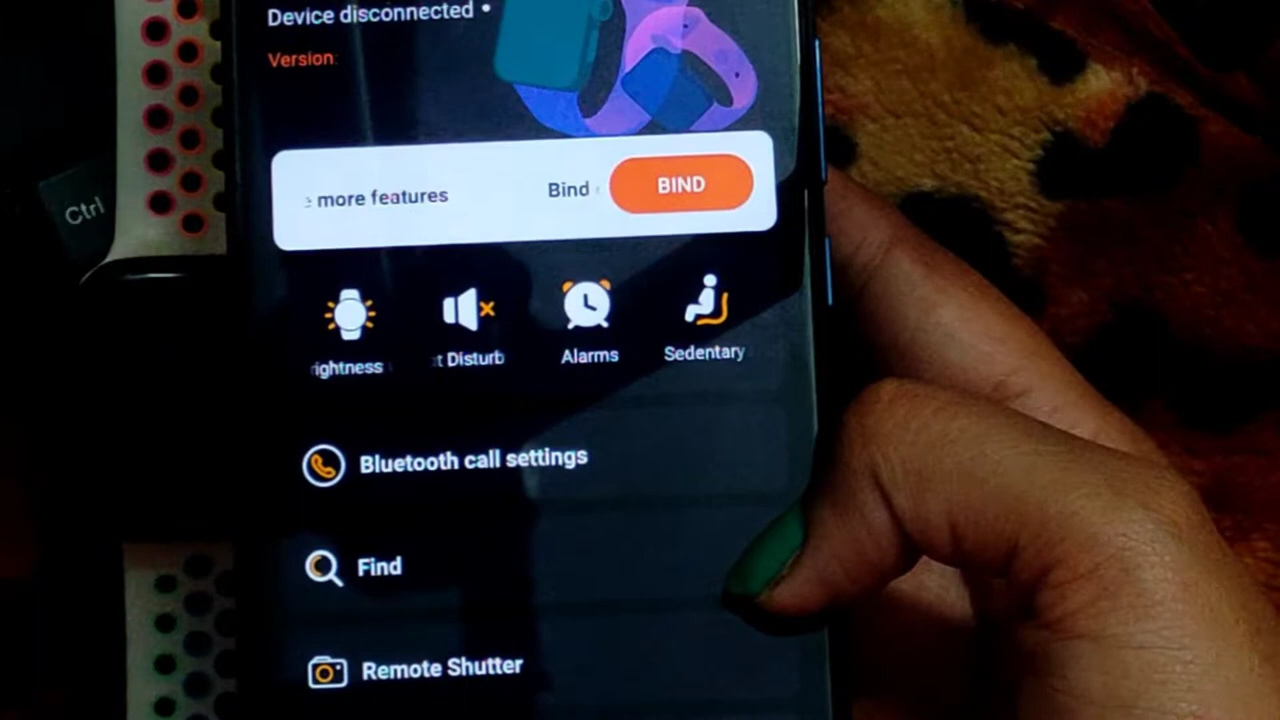 Device disconnected
Version:
more features Bind BIND
Ctrl
rightness
t Disturb
Alarms
Sedentary
Bluetooth call settings
Find
Remote Shutter